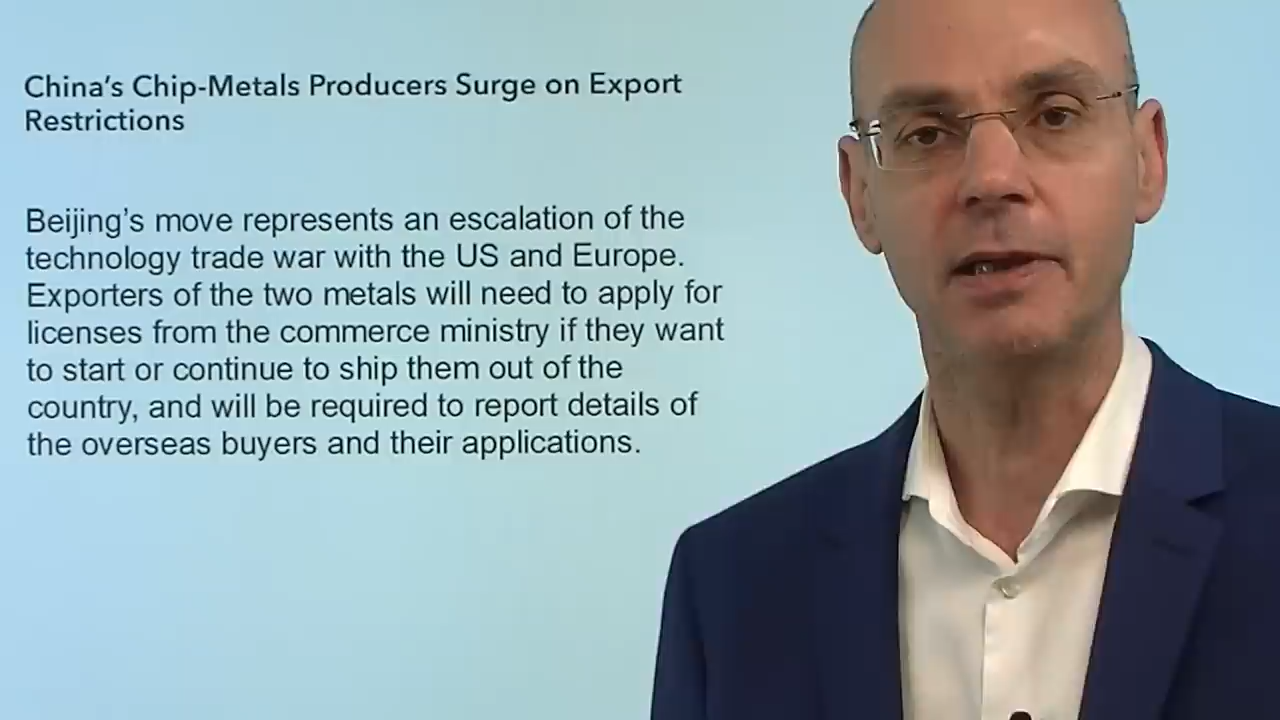 China’s Chip-Metals Producers Surge on Export
Restrictions
Beijing’s move represents an escalation of the
technology trade war with the US and Europe.
Exporters of the two metals will need to apply for
licenses from the commerce ministry if they want
to start or continue to ship them out of the
country, and will be required to report details of
the overseas buyers and their applications.